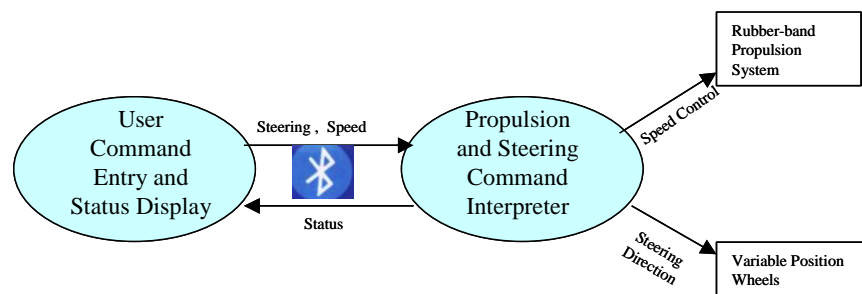 User
Command
Entry and
Status Display
Steering , Speed
Status
Propulsion
and Steering
Command
Interpreter
Speed Control
Steering
Direction
Rubber-band
Propulsion
System
Variable Position
Wheels